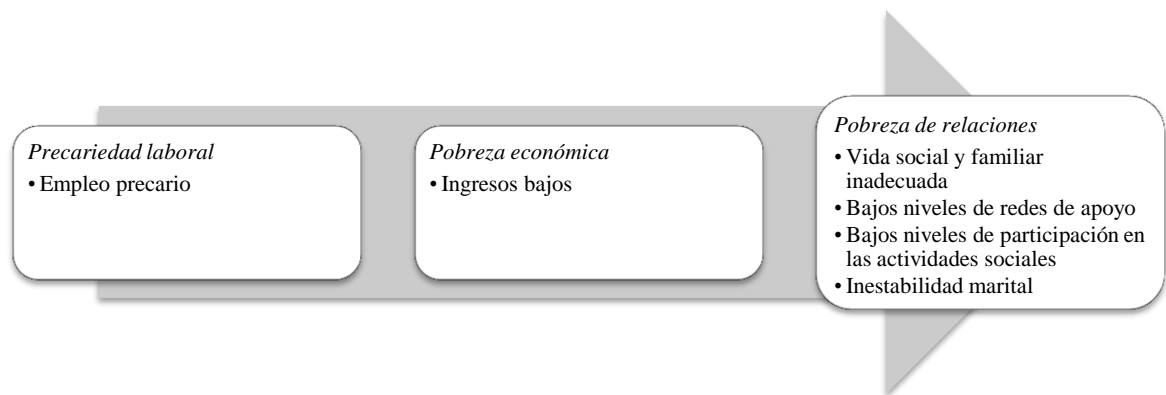 Precariedad laboral
• Empleo precario
Pobreza económica
• Ingresos bajos
Pobreza de relaciones
• Vida social y familiar
inadecuada
• Bajos niveles de redes de apoyo
• Bajos niveles de participación en
las actividades sociales
• Inestabilidad marital